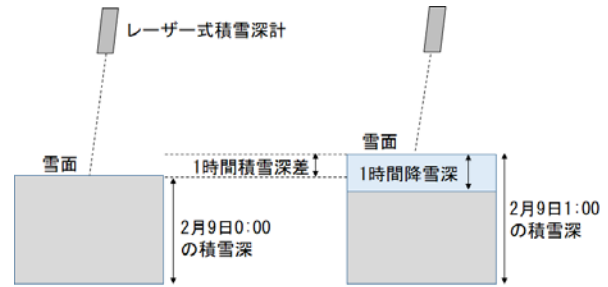 レーザー式積雪深計
雪面
雪面
1時間積雪深差
1時間降雪深
2月9日0:00
の積雪深
2月9日1:00
の積雪深